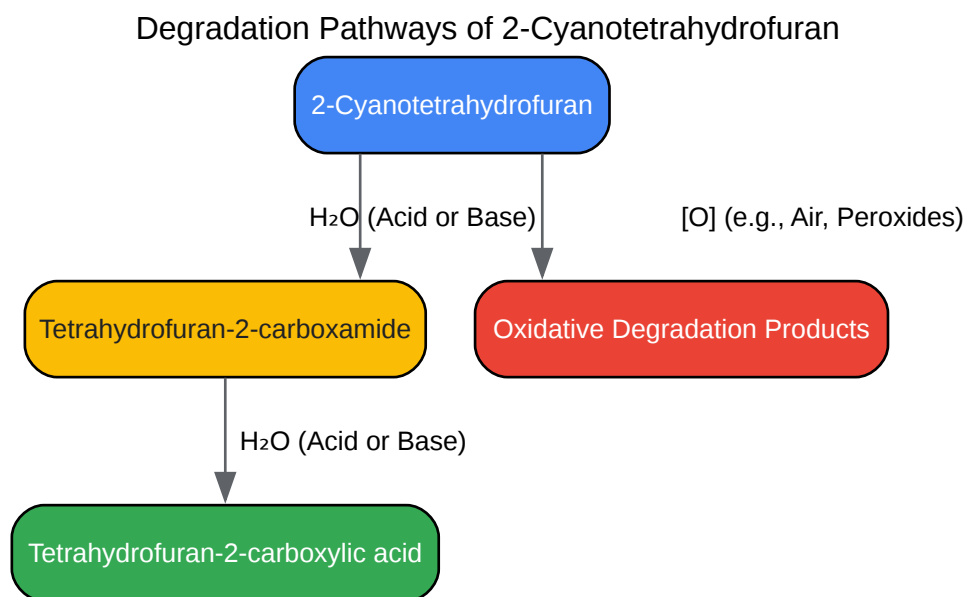 Degradation Pathways of 2-Cyanotetrahydrofuran
2-Cyanotetrahydrofuran
H₂O (Acid or Base)
[O] (e.g., Air, Peroxides)
Tetrahydrofuran-2-carboxamide
Oxidative Degradation Products
H₂O (Acid or Base)
Tetrahydrofuran-2-carboxylic acid